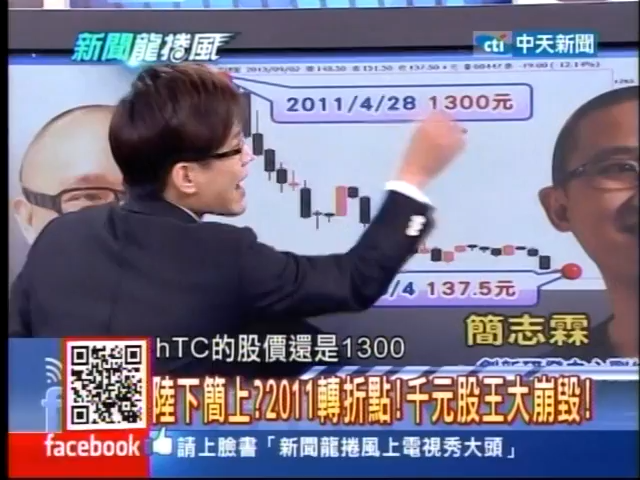 新聞龍捲風
cti 中天新聞
2011/4/28 1300元
/4 137.5元
簡志霖
hTC的股價還是1300
陸下簡上?2011轉折點!千元股王大崩毀!
facebook 請上臉書「新聞龍捲風上電視秀大頭」